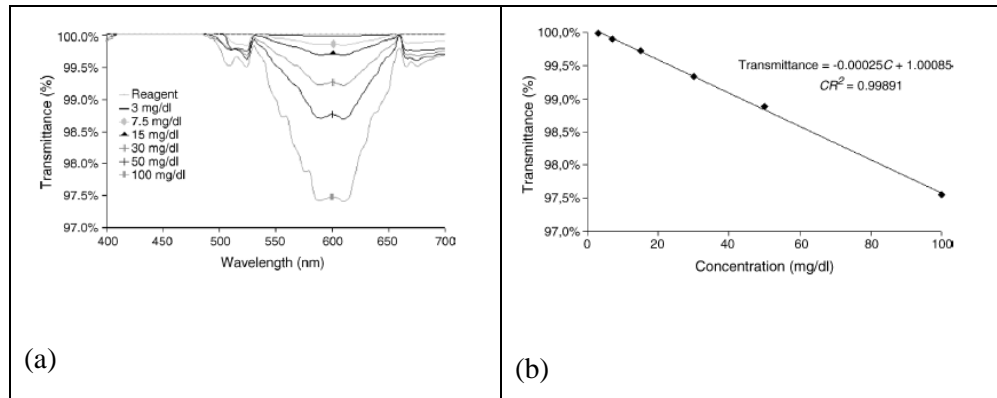 100.0%
99.5%
99.0%
98.5%
98.0%
97.5%
97.0%
Transmittance (%)
Reagent
3 mg/dl
7.5 mg/dl
15 mg/dl
30 mg/dl
50 mg/dl
100 mg/dl
400 450 500 550 600 650 700
Wavelength (nm)
(a)
100,0%
99,5%
99,0%
98,5%
98,0%
97,5%
97,0%
Transmittance (%)
Transmittance = -0.00025C + 1.00085
CR² = 0.99891
0 20 40 60 80 100
Concentration (mg/dl)
(b)